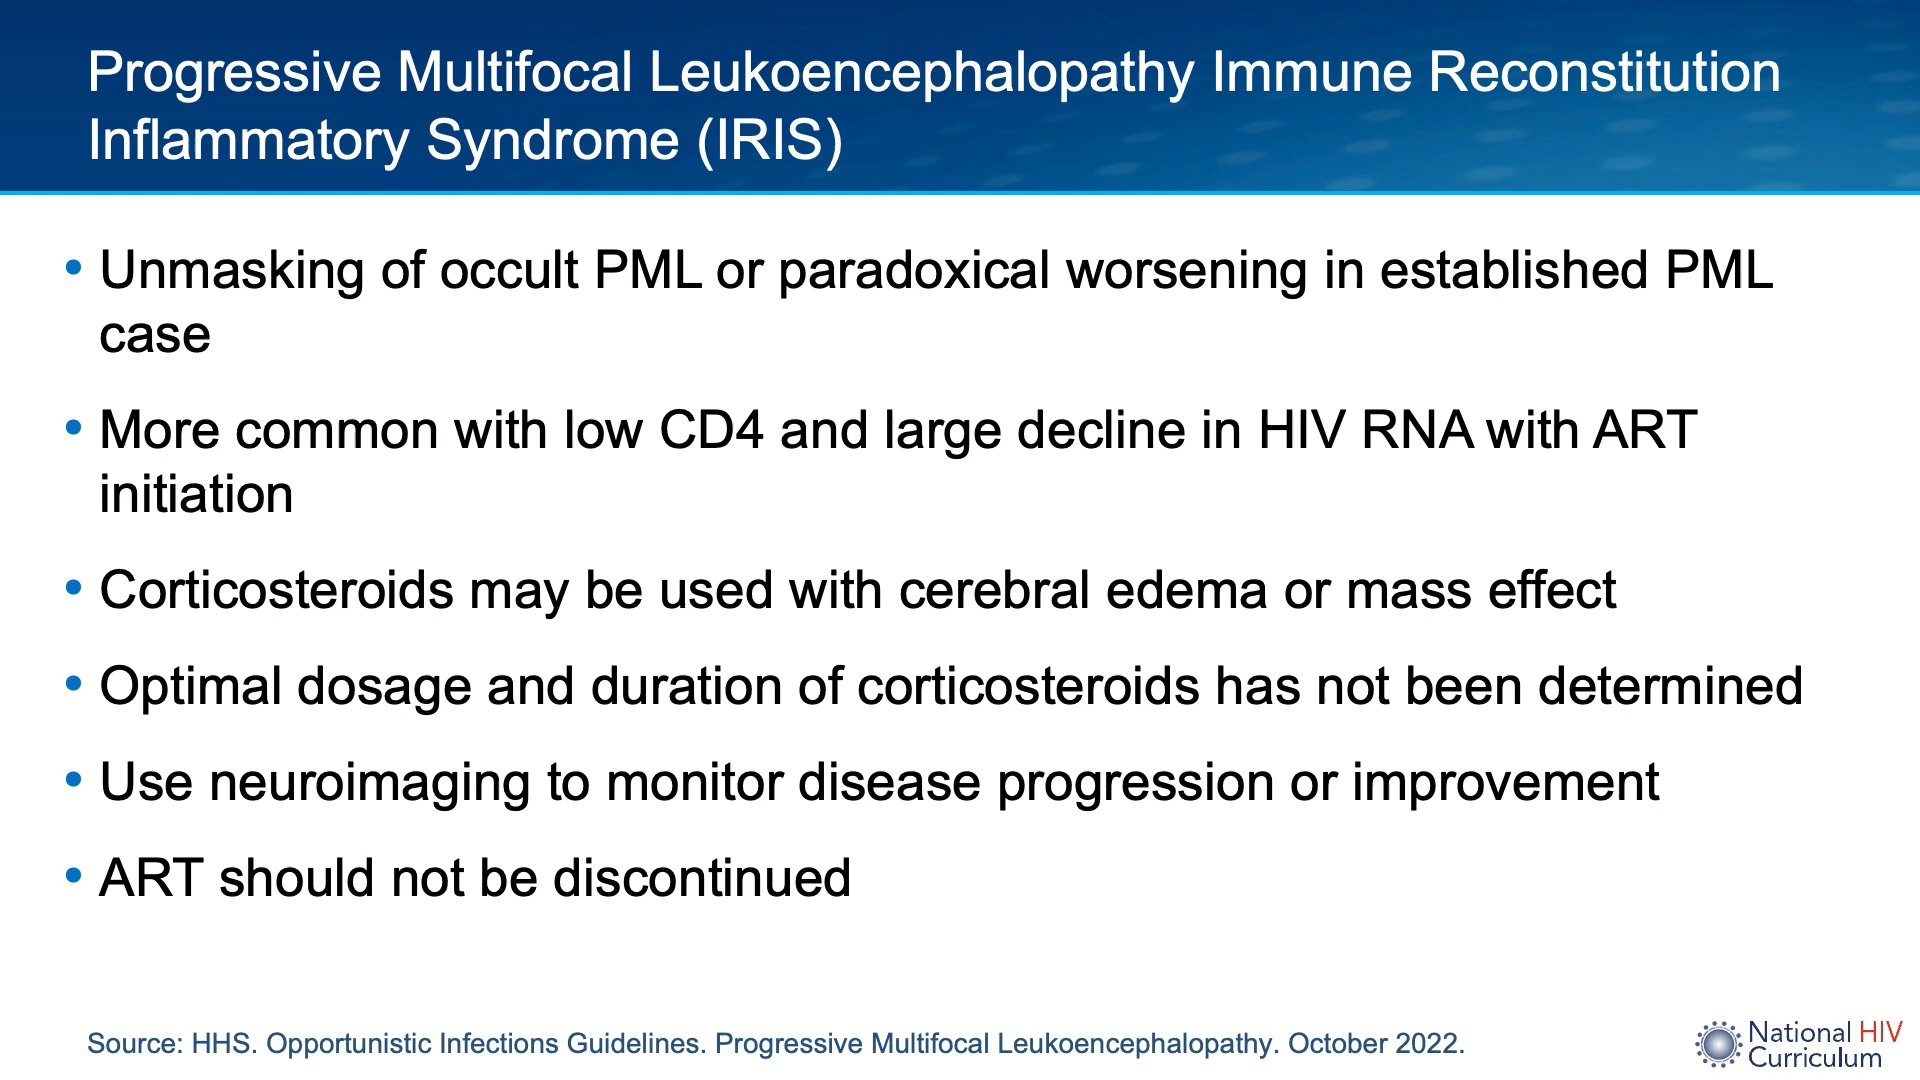 Progressive Multifocal Leukoencephalopathy Immune Reconstitution
Inflammatory Syndrome (IRIS)
• Unmasking of occult PML or paradoxical worsening in established PML
case
• More common with low CD4 and large decline in HIV RNA with ART
initiation
• Corticosteroids may be used with cerebral edema or mass effect
• Optimal dosage and duration of corticosteroids has not been determined
• Use neuroimaging to monitor disease progression or improvement
• ART should not be discontinued
Source: HHS. Opportunistic Infections Guidelines. Progressive Multifocal Leukoencephalopathy. October 2022.
National HIV
Curriculum